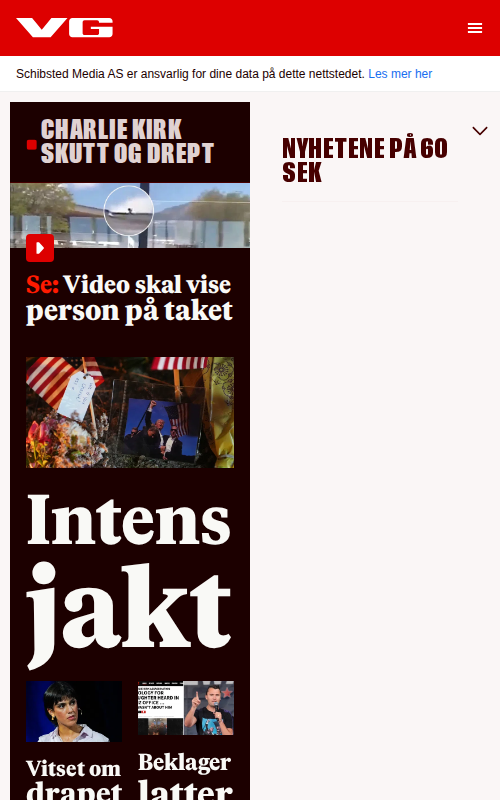 VG
Schibsted Media AS er ansvarlig for dine data på dette nettstedet. Les mer her
CHARLIE KIRK
SKUTT OG DREPT
Se: Video skal vise
person på taket
Intens
jakt
Vitset om
drapet
Beklager
latter
NYHETENE PÅ 60
SEK